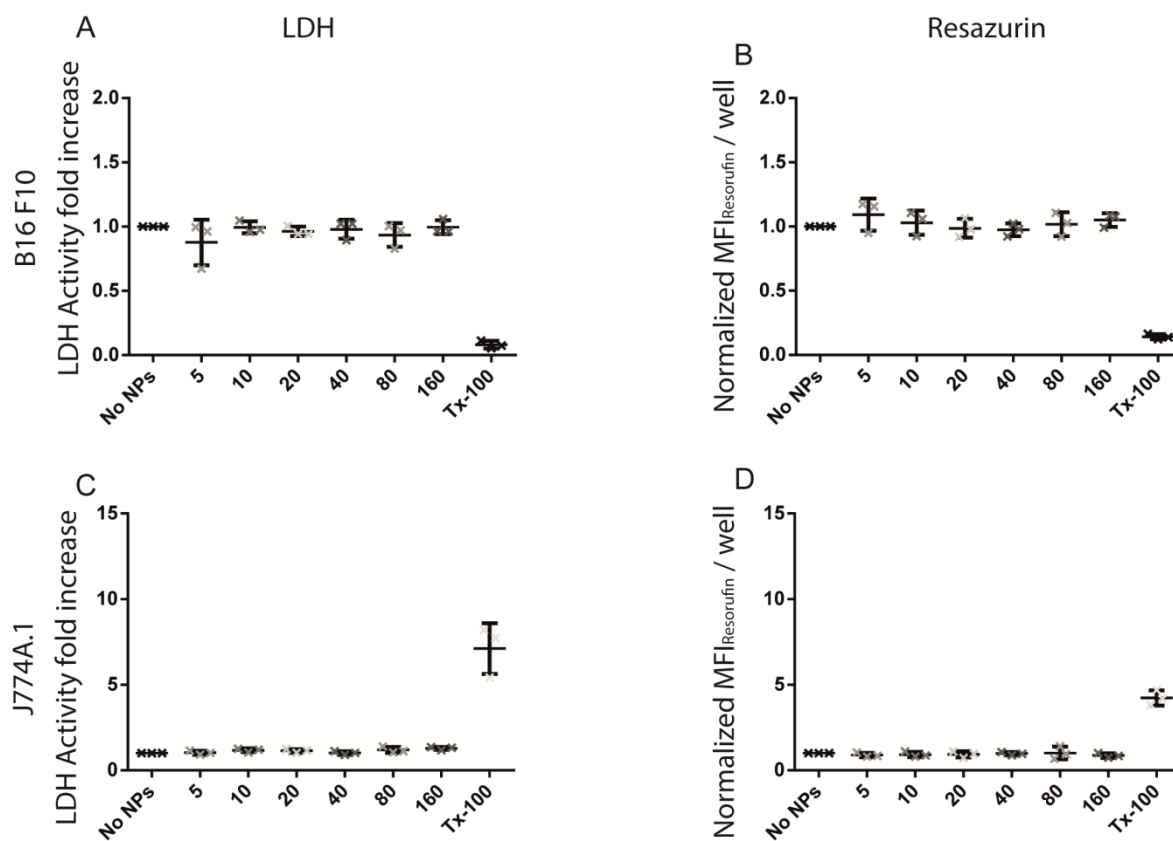 LDH
Resazurin
A
B16 F10
LDH Activity fold increase
2.0
1.5
1.0
0.5
0.0
No NPs
5
10
20
40
80
160
Tx-100
B
Normalized MFIResorufin / well
2.0
1.5
1.0
0.5
0.0
No NPs
5
10
20
40
80
160
Tx-100
C
J774A.1
LDH Activity fold increase
15
10
5
0
No NPs
5
10
20
40
80
160
Tx-100
D
Normalized MFIResorufin / well
15
10
5
0
No NPs
5
10
20
40
80
160
Tx-100